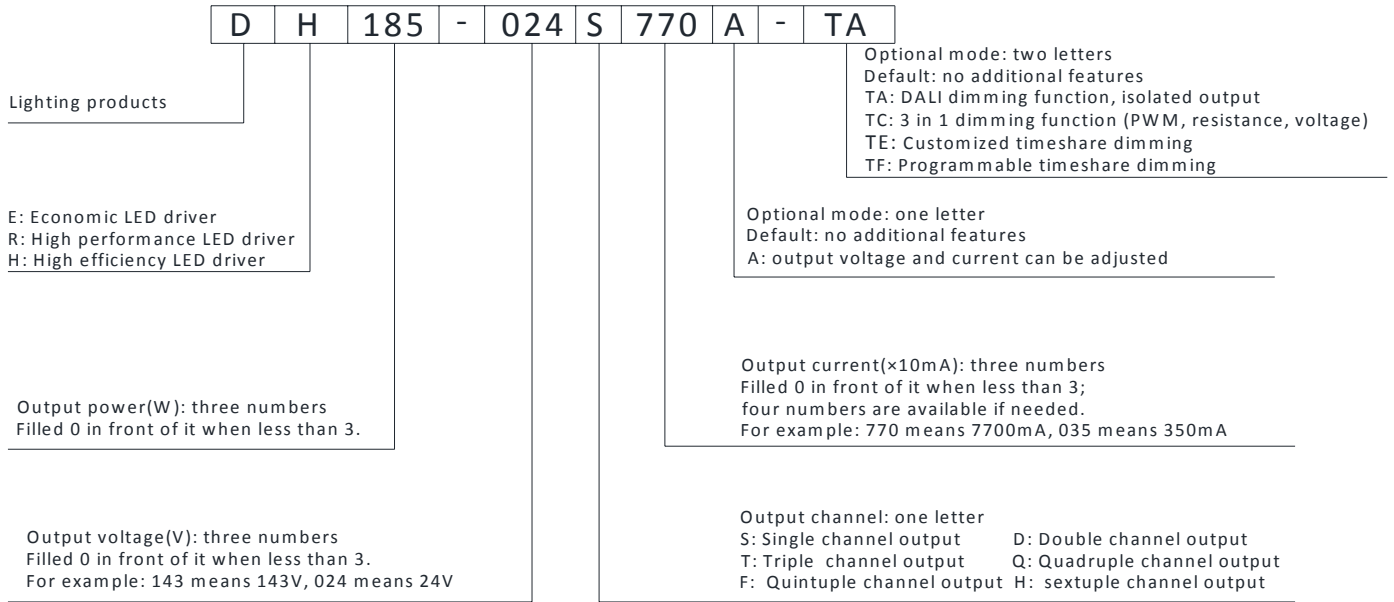 D H 185 - 024 S 770 A - TA
Optional mode: two letters
Default: no additional features
TA: DALI dimming function, isolated output
TC: 3 in 1 dimming function (PWM, resistance, voltage)
TE: Customized timeshare dimming
TF: Programmable timeshare dimming
Lighting products
E: Economic LED driver
R: High performance LED driver
H: High efficiency LED driver
Optional mode: one letter
Default: no additional features
A: output voltage and current can be adjusted
Output power(W): three numbers
Filled 0 in front of it when less than 3.
Output current(×10mA): three numbers
Filled 0 in front of it when less than 3;
four numbers are available if needed.
For example: 770 means 7700mA, 035 means 350mA
Output voltage(V): three numbers
Filled 0 in front of it when less than 3.
For example: 143 means 143V, 024 means 24V
Output channel: one letter
S: Single channel output D: Double channel output
T: Triple channel output Q: Quadruple channel output
F: Quintuple channel output H: sextuple channel output